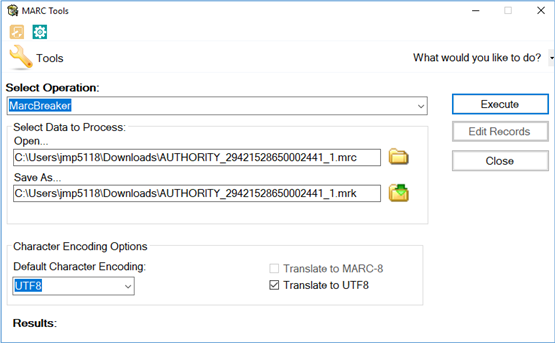 MARC Tools
Tools
What would you like to do?
Select Operation:
MarcBreaker
Execute
Select Data to Process:
Edit Records
Open...
C:\Users\jmp5118\Downloads\AUTHORITY_29421528650002441_1.mrc
Close
Save As...
C:\Users\jmp5118\Downloads\AUTHORITY_29421528650002441_1.mrk
Character Encoding Options
Default Character Encoding:
Translate to MARC-8
UTF8
Translate to UTF8
Results: